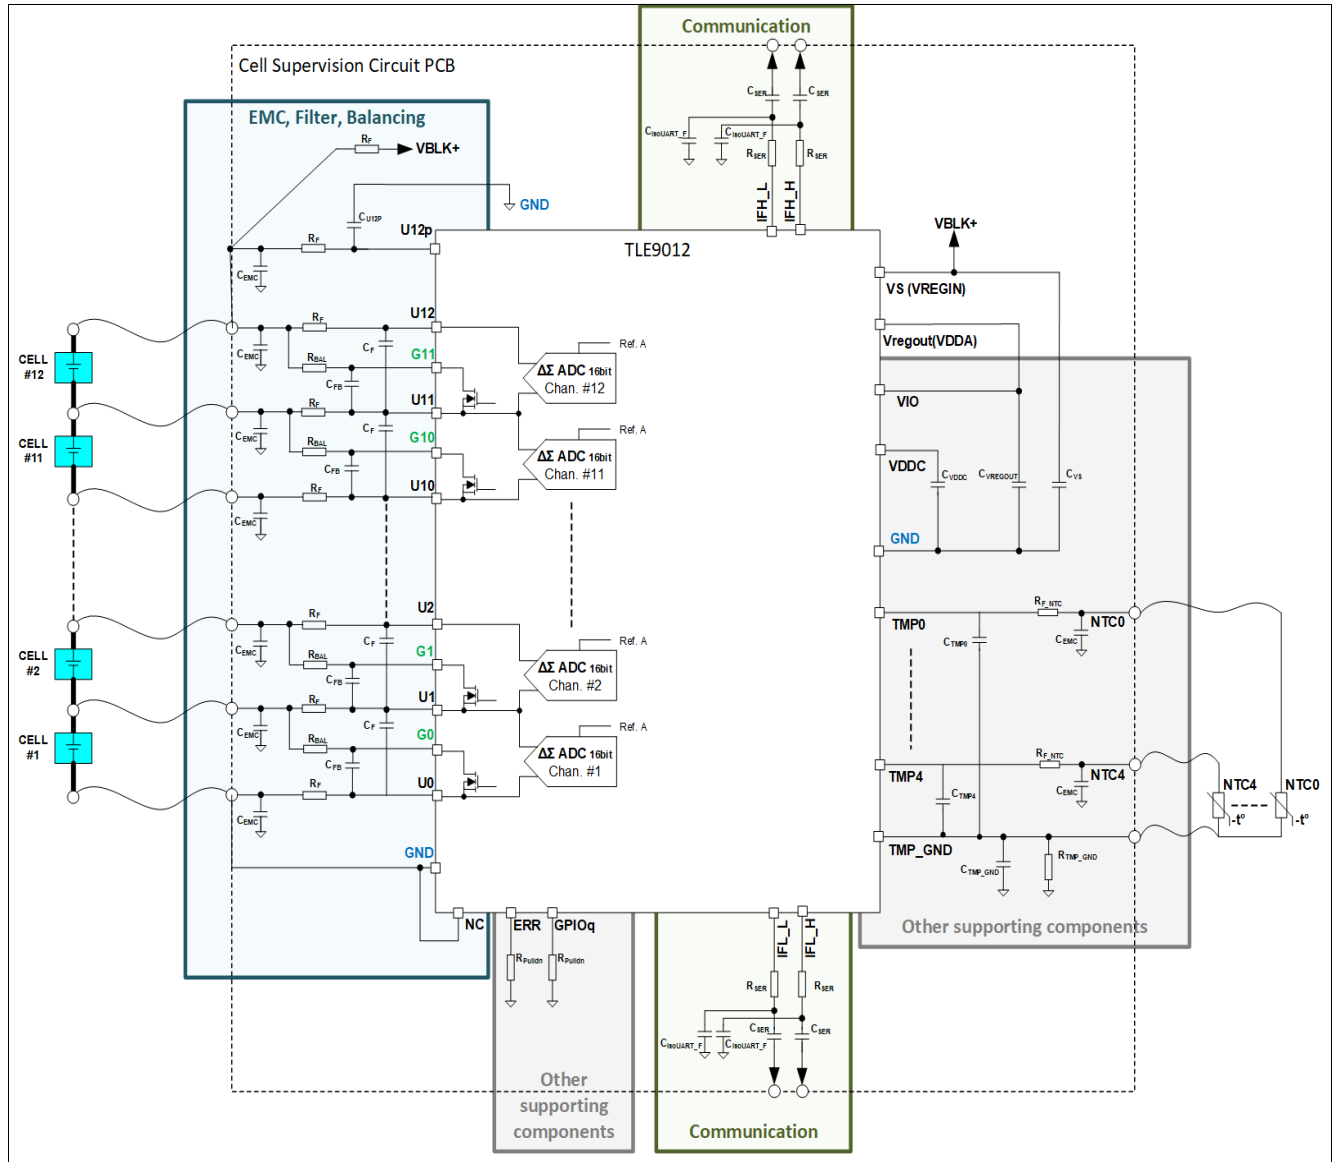 Communication
Cell Supervision Circuit PCB
EMC, Filter, Balancing
RF
VBLK+
CU12P
GND
U12p
RF
CEMC
CSER
CSER
CIsoUART_F
CIsoUART_F
RSER
RSER
IFH_L
IFH_H
TLE9012
VBLK+
VS (VREGIN)
Vregout(VDDA)
VIO
VDDC
CVDDC
CVREGOUT
CVS
GND
CELL
#12
CEMC
RF
U12
CF
RBAL
G11
CFB
Ref. A
ΔΣ ADC 16bit
Chan. #12
RF
U11
CEMC
CF
CELL
#11
RBAL
G10
CFB
Ref. A
ΔΣ ADC 16bit
Chan. #11
RF
U10
CEMC
CELL
#2
RF
U2
CEMC
CF
RBAL
G1
CFB
Ref. A
ΔΣ ADC 16bit
Chan. #2
CELL
#1
RF
U1
CEMC
CF
RBAL
G0
CFB
Ref. A
ΔΣ ADC 16bit
Chan. #1
RF
U0
CEMC
GND
NC
TMP0
RF_NTC
NTC0
CTMP0
CEMC
TMP4
RF_NTC
NTC4
CTMP4
CEMC
NTC4
NTC0
-t°
-t°
TMP_GND
CTMP_GND
RTMP_GND
Other supporting components
ERR
GPIOq
RPulldn
RPulldn
Other
supporting
components
IFL_L
IFL_H
RSER
RSER
CSER
CSER
CIsoUART_F
CIsoUART_F
Communication